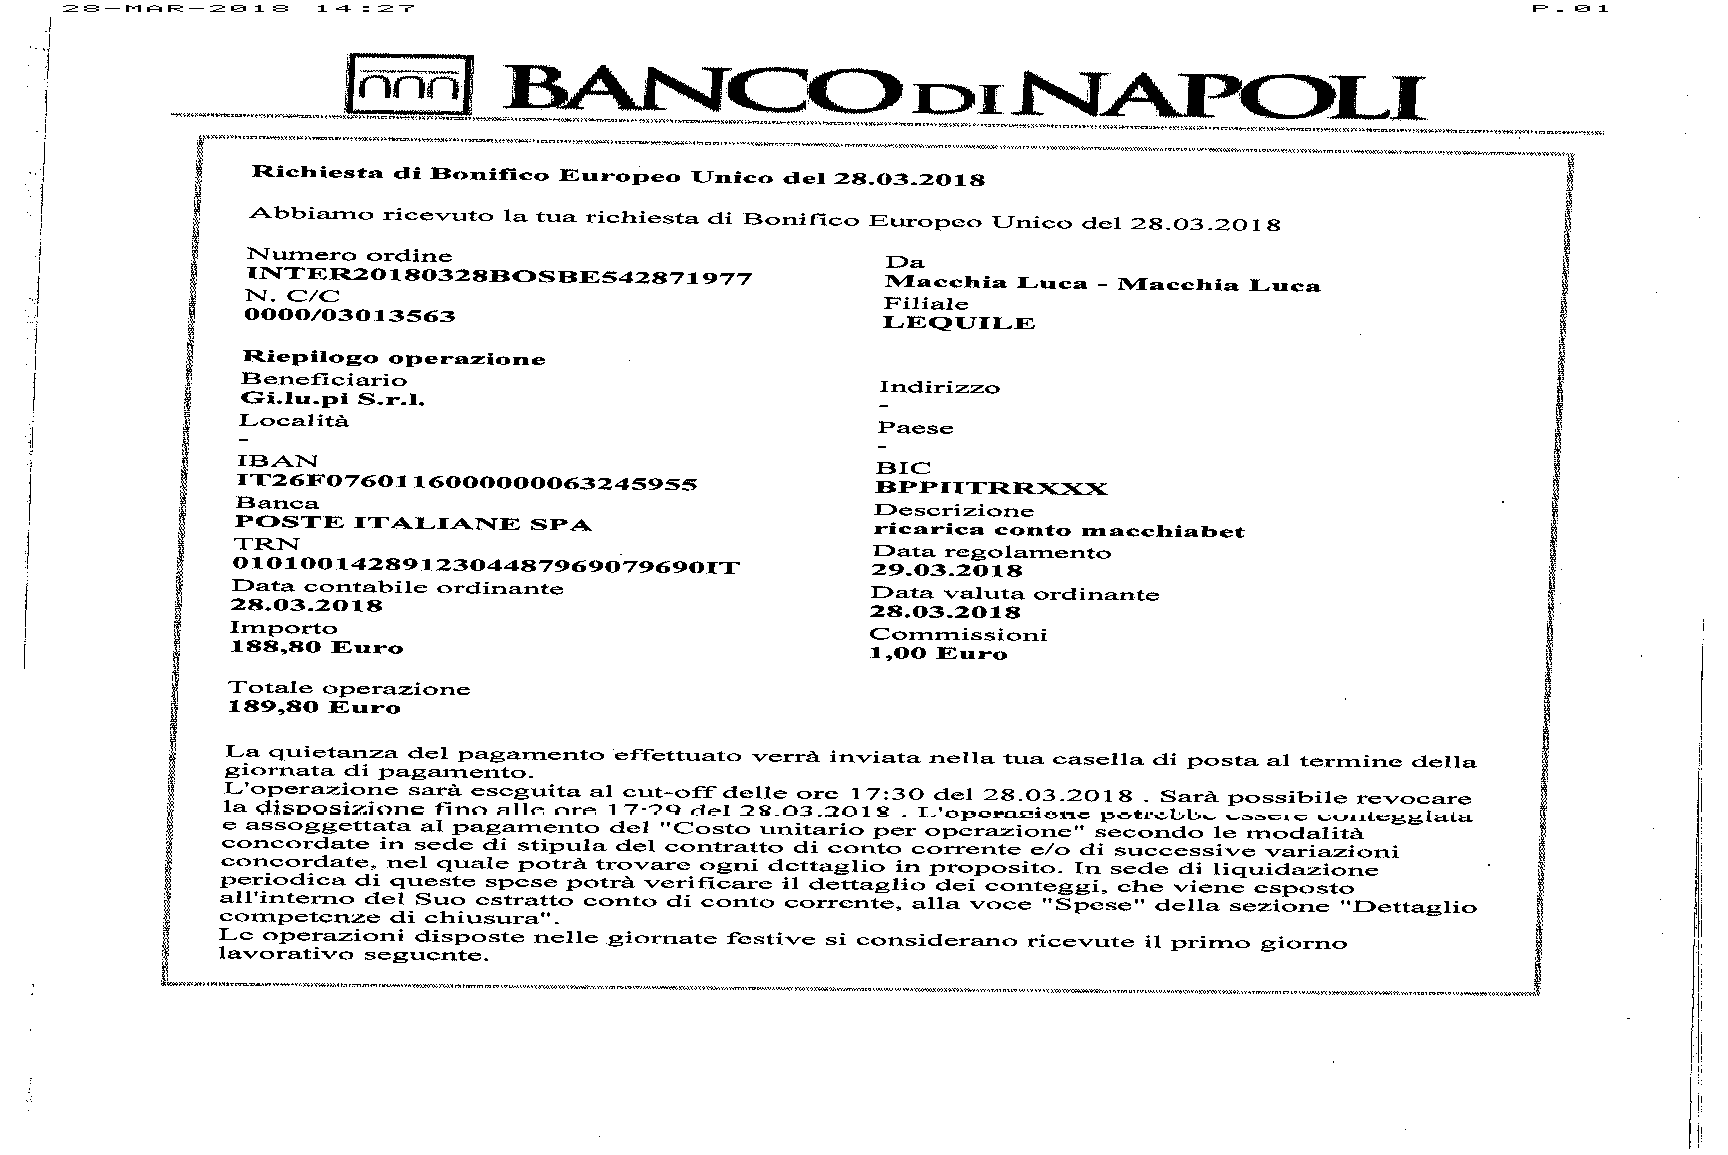 28-MAR-2018 14:27 P.01
BANCO DI NAPOLI
Richiesta di Bonifico Europeo Unico del 28.03.2018
Abbiamo ricevuto la tua richiesta di Bonifico Europeo Unico del 28.03.2018
Numero ordine Da
INTER20180328BOSBE542871977 Macchia Luca - Macchia Luca
N. C/C Filiale
0000/03013563 LEQUILE
Riepilogo operazione
Beneficiario Indirizzo
Gi.lu.pi S.r.l. -
Località Paese
- -
IBAN BIC
IT26F0760116000000063245955 BPPIITRRXXX
Banca Descrizione
POSTE ITALIANE SPA ricarica conto macchiabet
TRN Data regolamento
0101001428912304487969079690IT 29.03.2018
Data contabile ordinante Data valuta ordinante
28.03.2018 28.03.2018
Importo Commissioni
188,80 Euro 1,00 Euro
Totale operazione
189,80 Euro
La quietanza del pagamento effettuato verrà inviata nella tua casella di posta al termine della
giornata di pagamento.
L'operazione sarà eseguita al cut-off delle ore 17:30 del 28.03.2018 . Sarà possibile revocare
la disposizione fino alle ore 17:29 del 28.03.2018 . L'operazione potrebbe essere conteggiata
e assoggettata al pagamento del "Costo unitario per operazione" secondo le modalità
concordate in sede di stipula del contratto di conto corrente e/o di successive variazioni
concordate, nel quale potrà trovare ogni dettaglio in proposito. In sede di liquidazione
periodica di queste spese potrà verificare il dettaglio dei conteggi, che viene esposto
all'interno del Suo estratto conto di conto corrente, alla voce "Spese" della sezione "Dettaglio
competenze di chiusura".
Le operazioni disposte nelle giornate festive si considerano ricevute il primo giorno
lavorativo seguente.